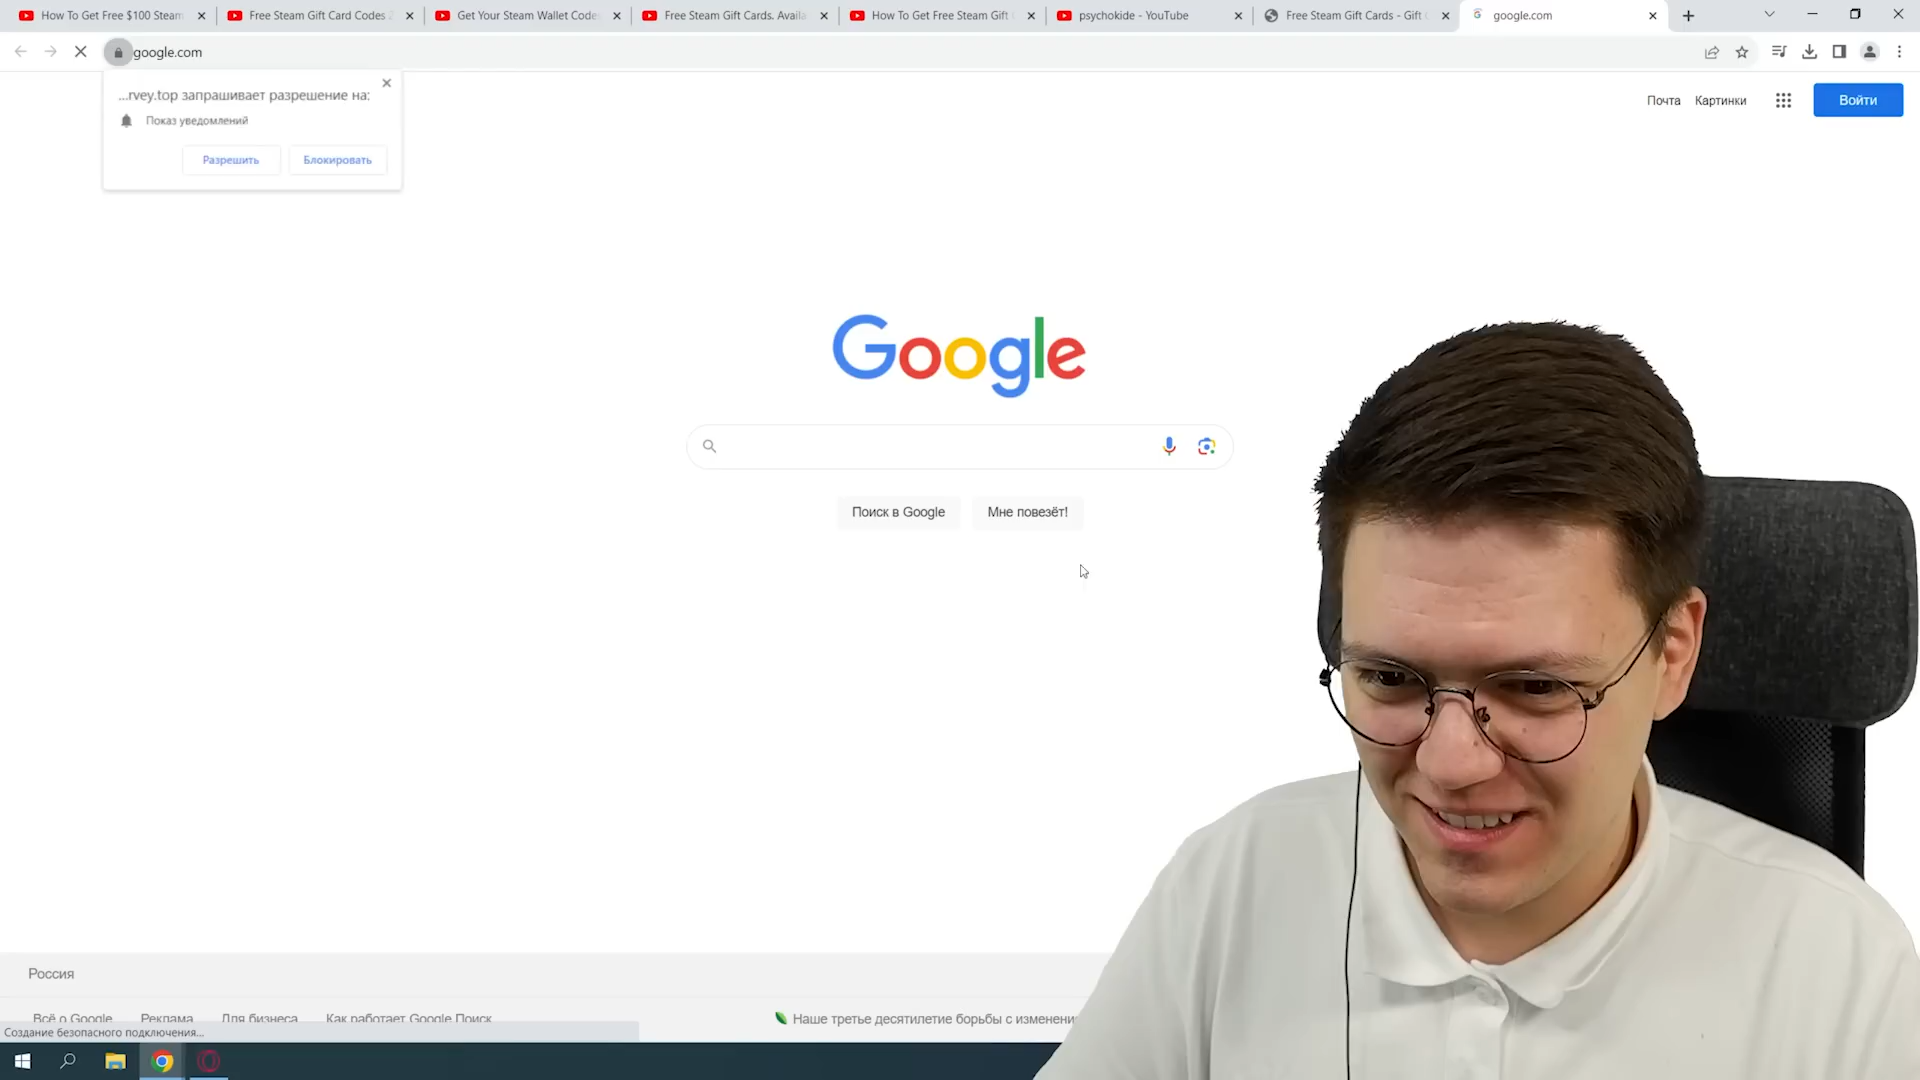 How To Get Free $100 Steam
Free Steam Gift Card Codes 2
Get Your Steam Wallet Code
Free Steam Gift Cards. Availa
How To Get Free Steam Gift
psychokide - YouTube
Free Steam Gift Cards - Gift
google.com
google.com
...rvey.top запрашивает разрешение на:
Показ уведомлений
Разрешить
Блокировать
Почта
Картинки
Войти
Google
Поиск в Google
Мне повезёт!
Россия
Всё о Google
Реклама
Для бизнеса
Как работает Google Поиск
Наше третье десятилетие борьбы с изменение
Создание безопасного подключения...